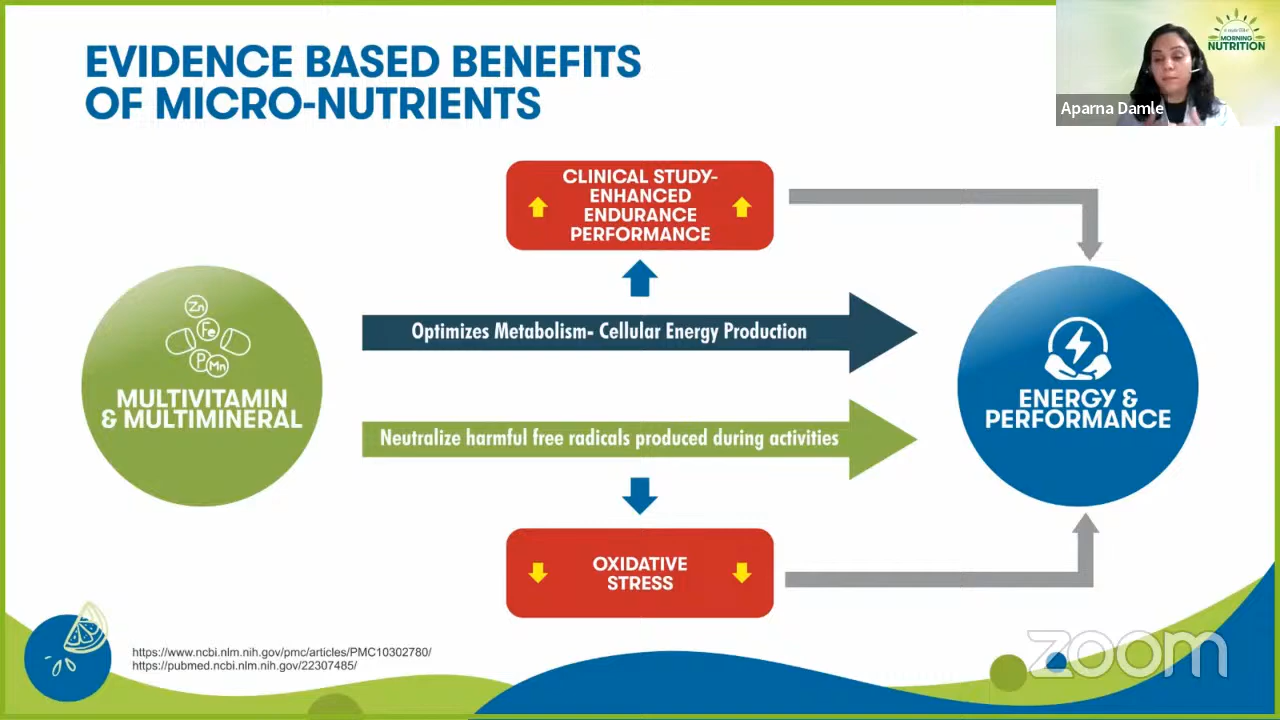 EVIDENCE BASED BENEFITS
OF MICRO-NUTRIENTS
MORNING
NUTRITION
Aparna Damle
CLINICAL STUDY-
ENHANCED
ENDURANCE
PERFORMANCE
Optimizes Metabolism- Cellular Energy Production
Zn
Fe
P
Mn
MULTIVITAMIN
& MULTIMINERAL
ENERGY &
PERFORMANCE
Neutralize harmful free radicals produced during activities
OXIDATIVE
STRESS
https://www.ncbi.nlm.nih.gov/pmc/articles/PMC10302780/
https://pubmed.ncbi.nlm.nih.gov/22307485/
zoom